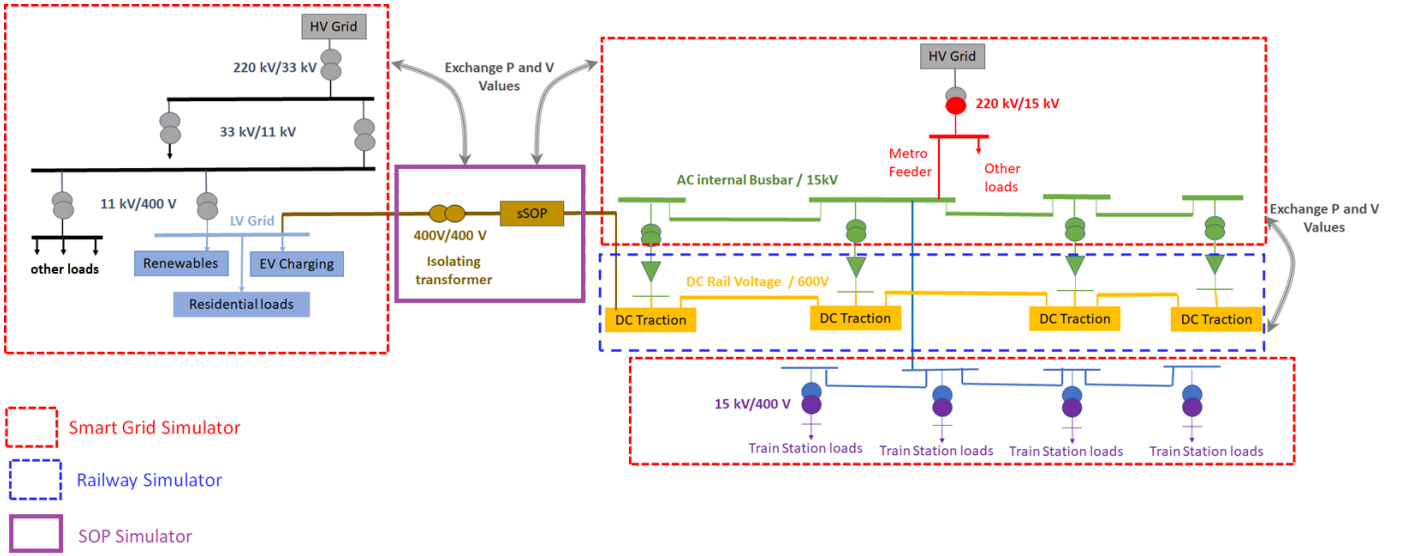 HV Grid
220 kV/33 kV
33 kV/11 kV
11 kV/400 V
LV Grid
other loads
Renewables
EV Charging
Residential loads
Exchange P and V
Values
400V/400 V
sSOP
Isolating
transformer
HV Grid
220 kV/15 kV
Metro
Feeder
Other
loads
AC internal Busbar / 15kV
Exchange P and V
Values
DC Rail Voltage / 600V
DC Traction
DC Traction
DC Traction
DC Traction
15 kV/400 V
Train Station loads
Train Station loads
Train Station loads
Train Station loads
Smart Grid Simulator
Railway Simulator
SOP Simulator